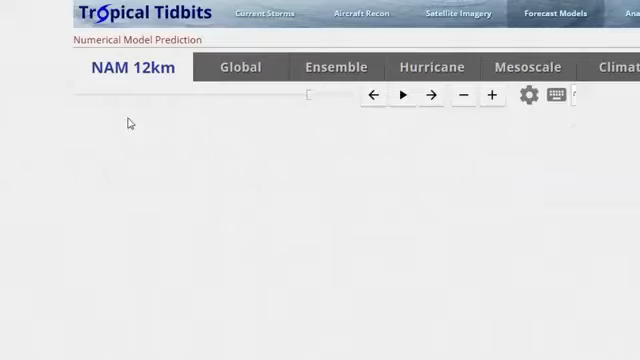 Tropical Tidbits
Current Storms Aircraft Recon Satellite Imagery Forecast Models
Numerical Model Prediction
NAM 12km Global Ensemble Hurricane Mesoscale